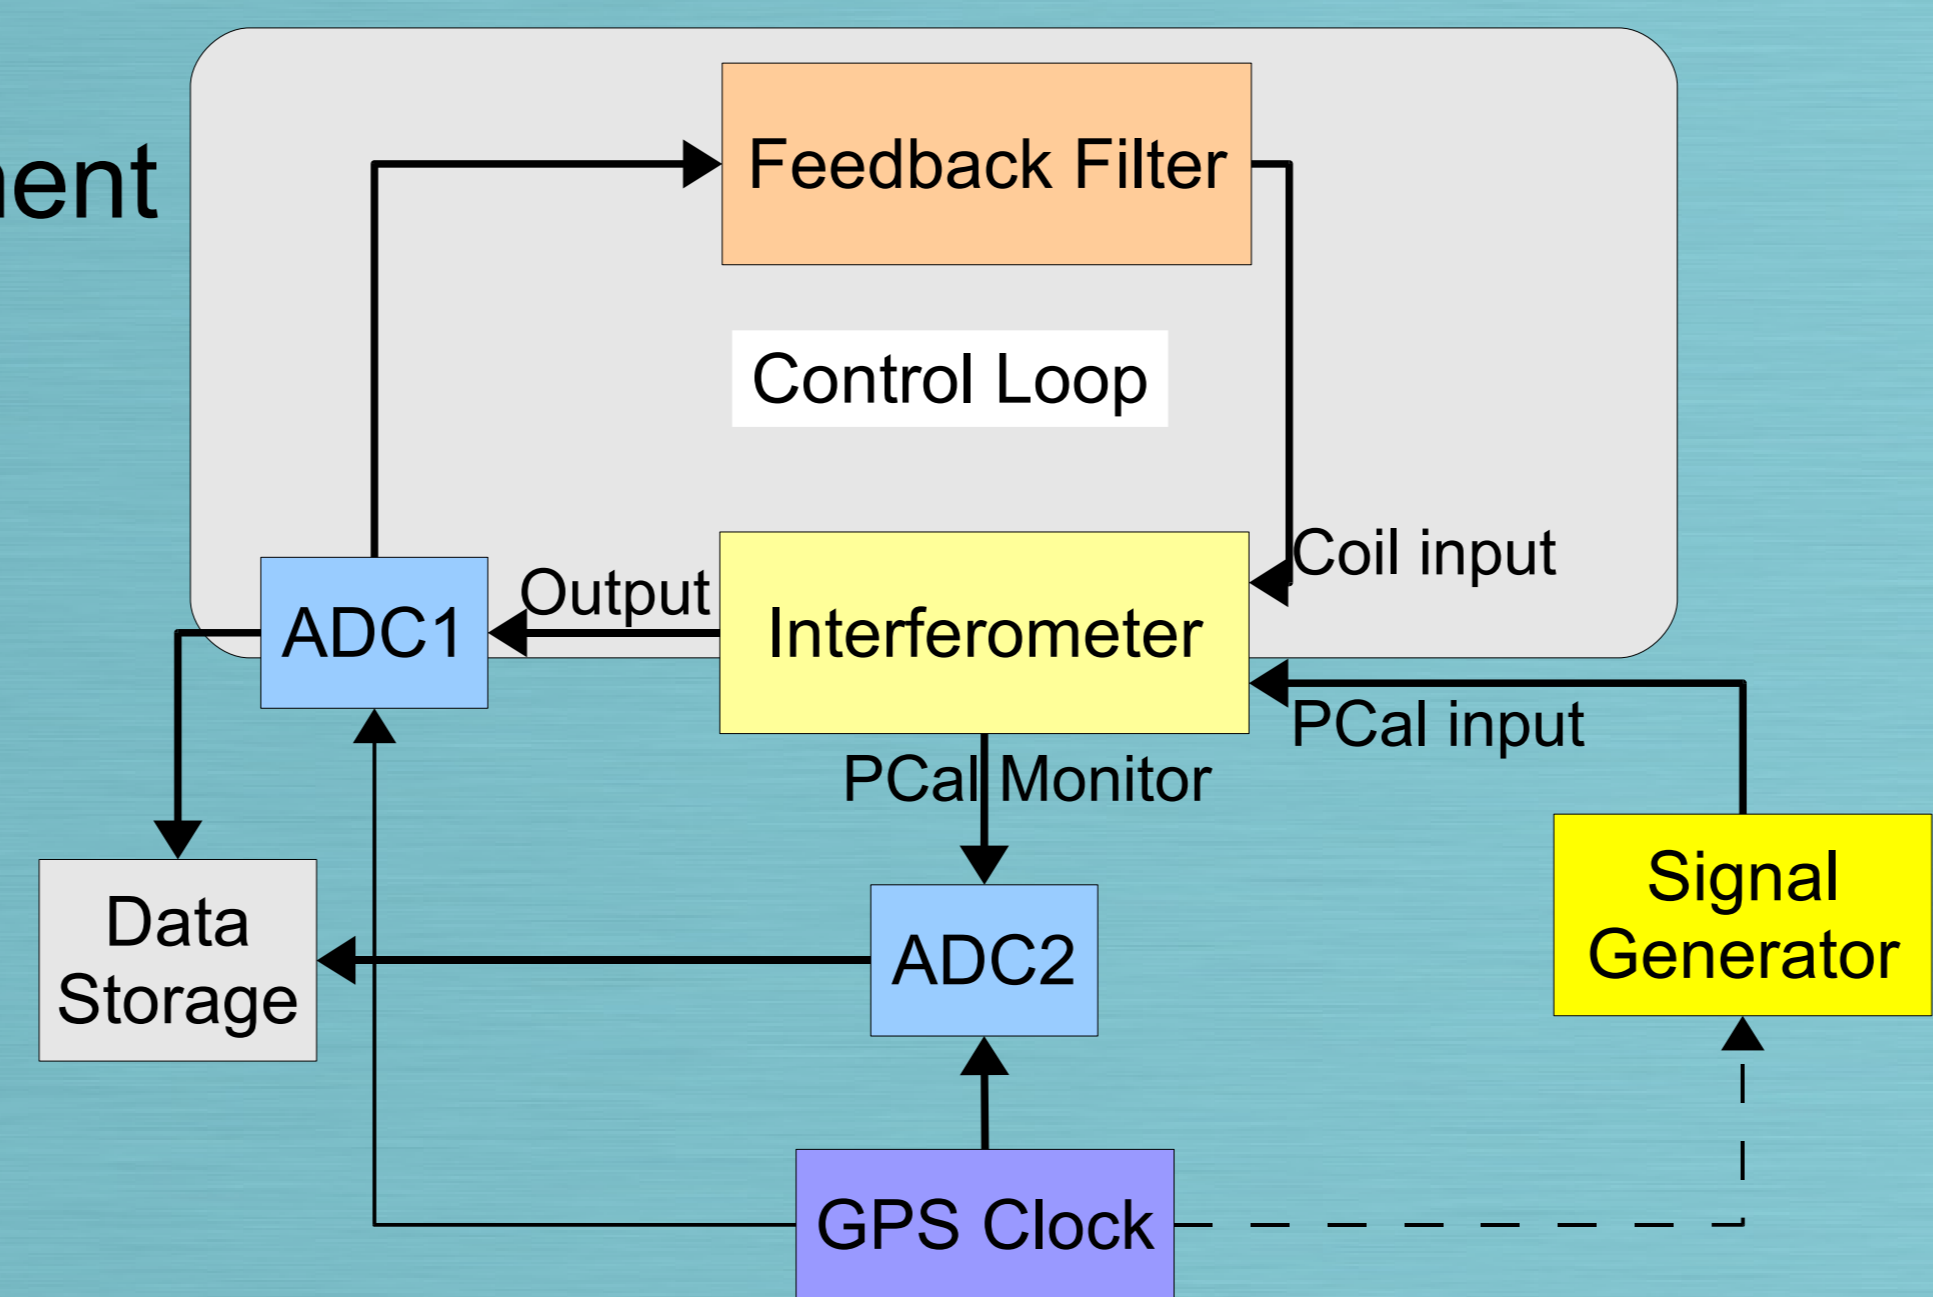 Feedback Filter
Control Loop
Coil input
Output
ADC1
Interferometer
PCal input
PCal Monitor
Signal
Generator
Data
Storage
ADC2
GPS Clock